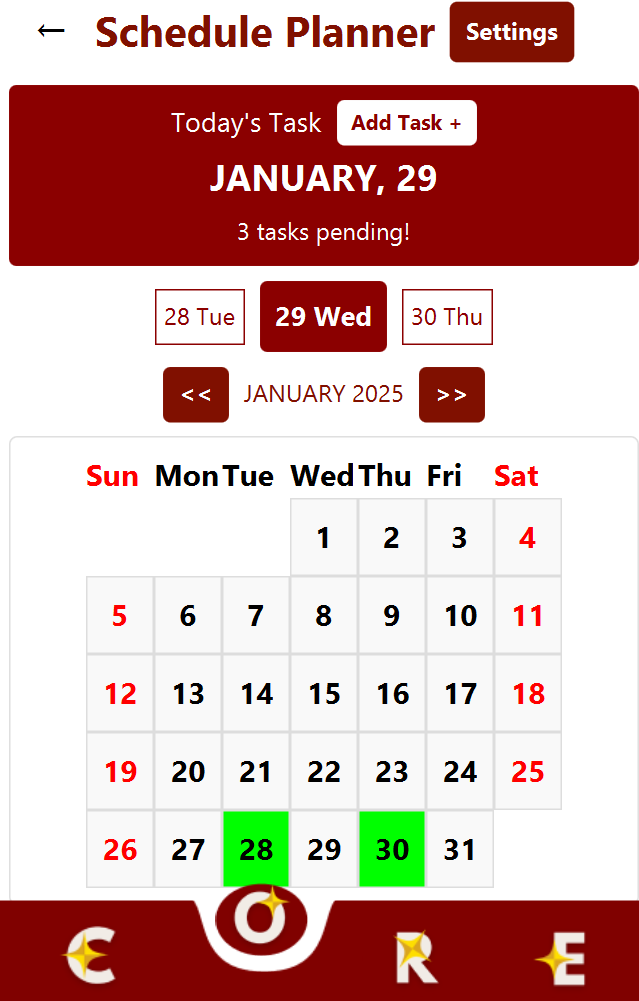 ← Schedule Planner Settings
Today's Task Add Task +
JANUARY, 29
3 tasks pending!
28 Tue 29 Wed 30 Thu
<< JANUARY 2025 >>
Sun Mon Tue Wed Thu Fri Sat
1 2 3 4
5 6 7 8 9 10 11
12 13 14 15 16 17 18
19 20 21 22 23 24 25
26 27 28 29 30 31
C O R E